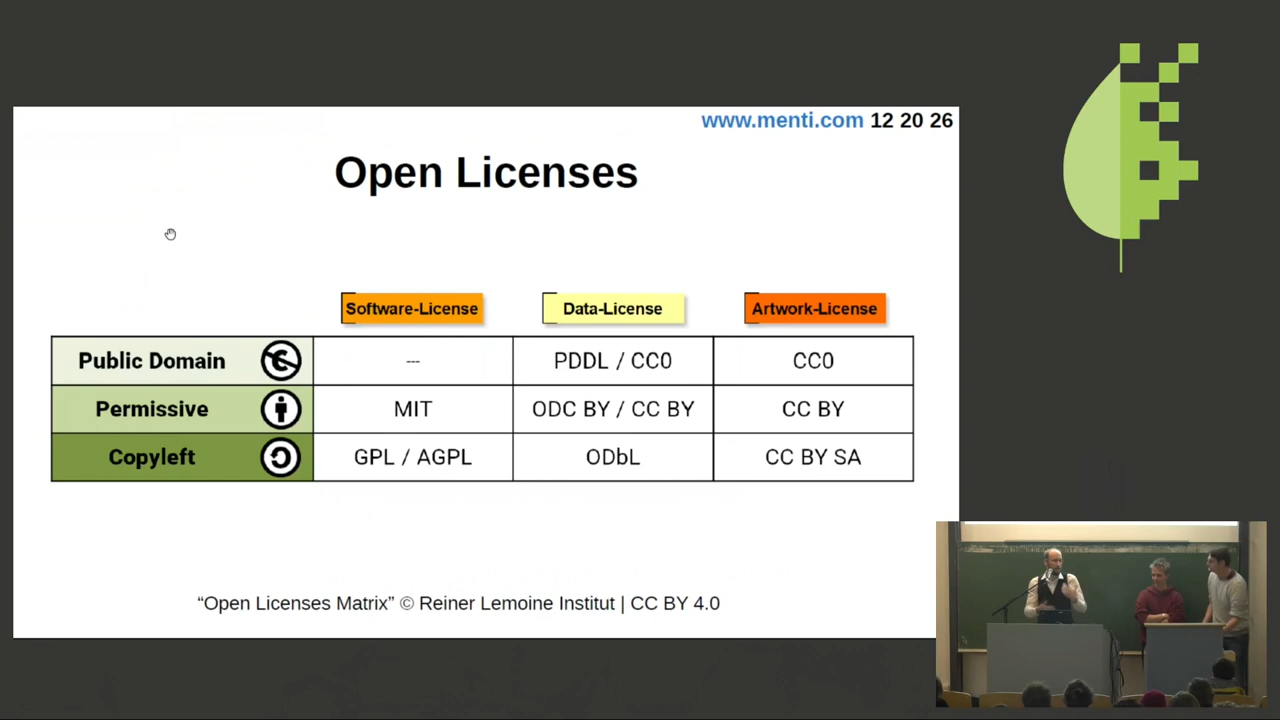 www.menti.com 12 20 26
Open Licenses
Software-License Data-License Artwork-License
Public Domain --- PDDL / CC0 CC0
Permissive MIT ODC BY / CC BY CC BY
Copyleft GPL / AGPL ODbL CC BY SA
“Open Licenses Matrix” © Reiner Lemoine Institut | CC BY 4.0